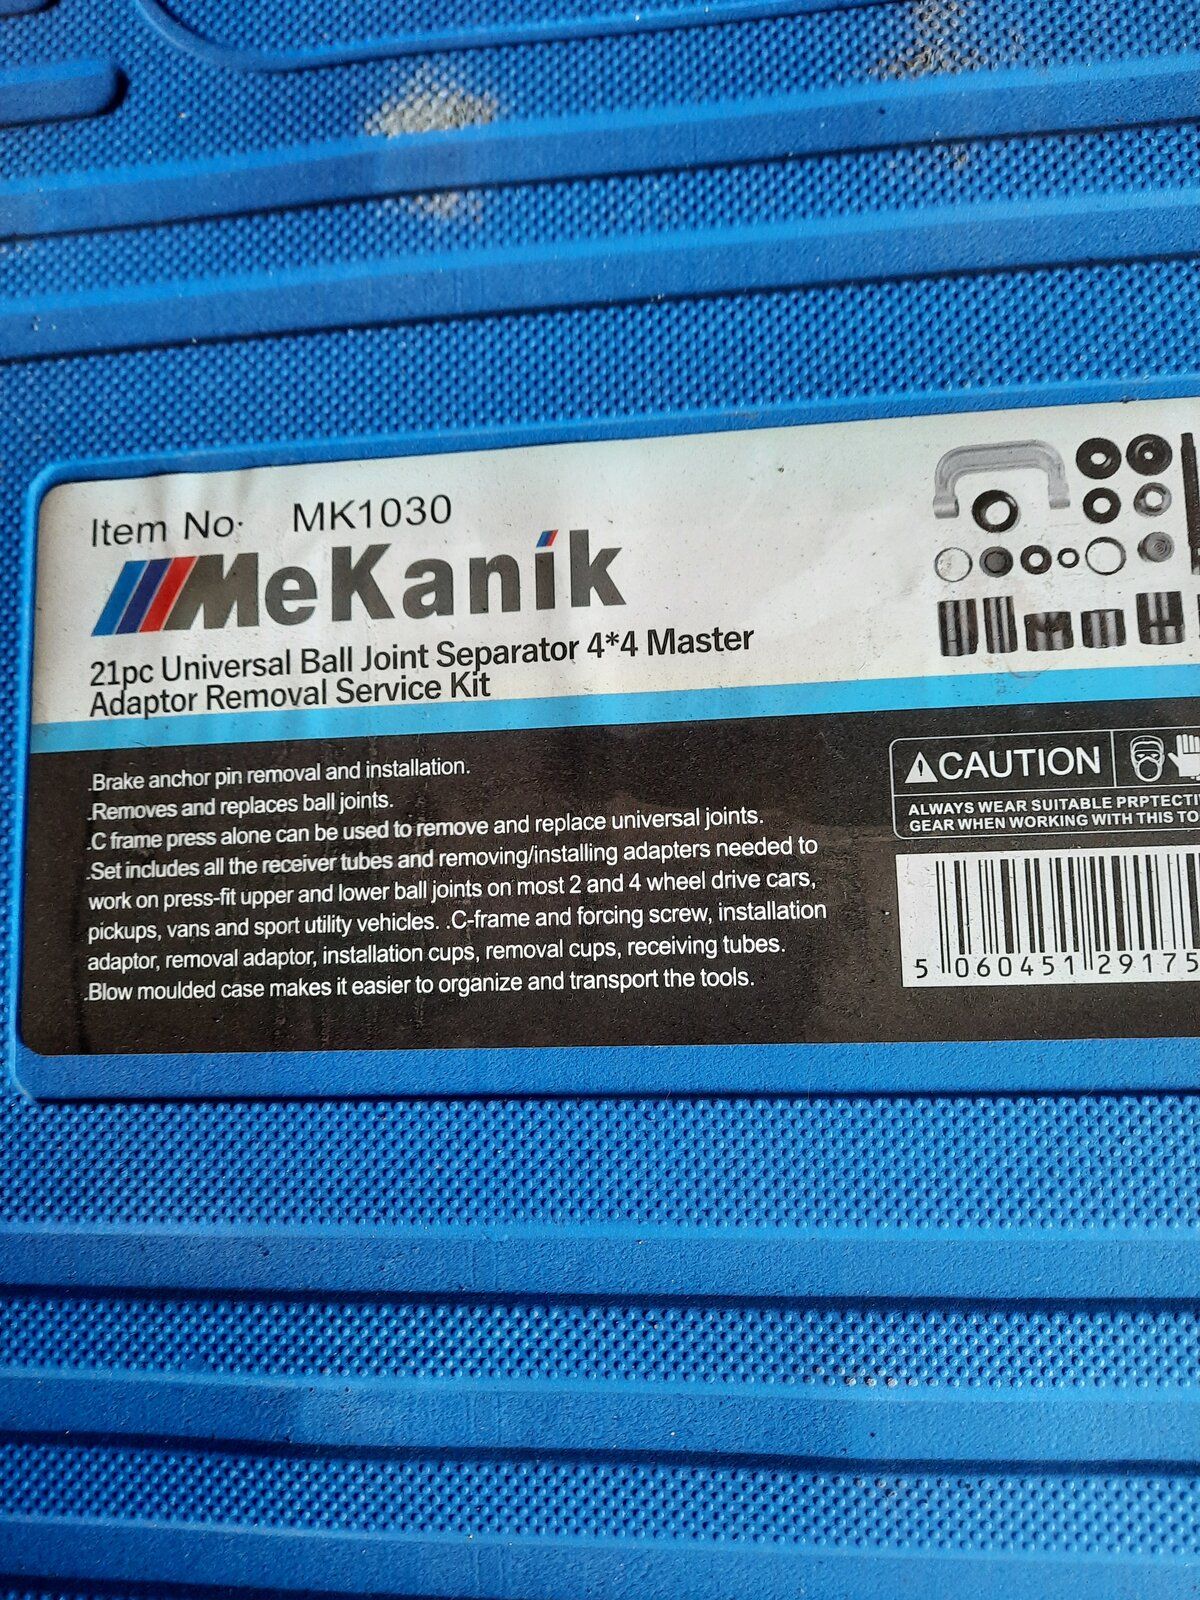 Item No· MK1030
MeKanik
21pc Universal Ball Joint Separator 4*4 Master
Adaptor Removal Service Kit
.Brake anchor pin removal and installation.
.Removes and replaces ball joints.
.C frame press alone can be used to remove and replace universal joints.
.Set includes all the receiver tubes and removing/installing adapters needed to
work on press-fit upper and lower ball joints on most 2 and 4 wheel drive cars,
pickups, vans and sport utility vehicles. .C-frame and forcing screw, installation
adaptor, removal adaptor, installation cups, removal cups, receiving tubes.
.Blow moulded case makes it easier to organize and transport the tools.
CAUTION
ALWAYS WEAR SUITABLE PRPTECTI
GEAR WHEN WORKING WITH THIS TO
5 060451 29175